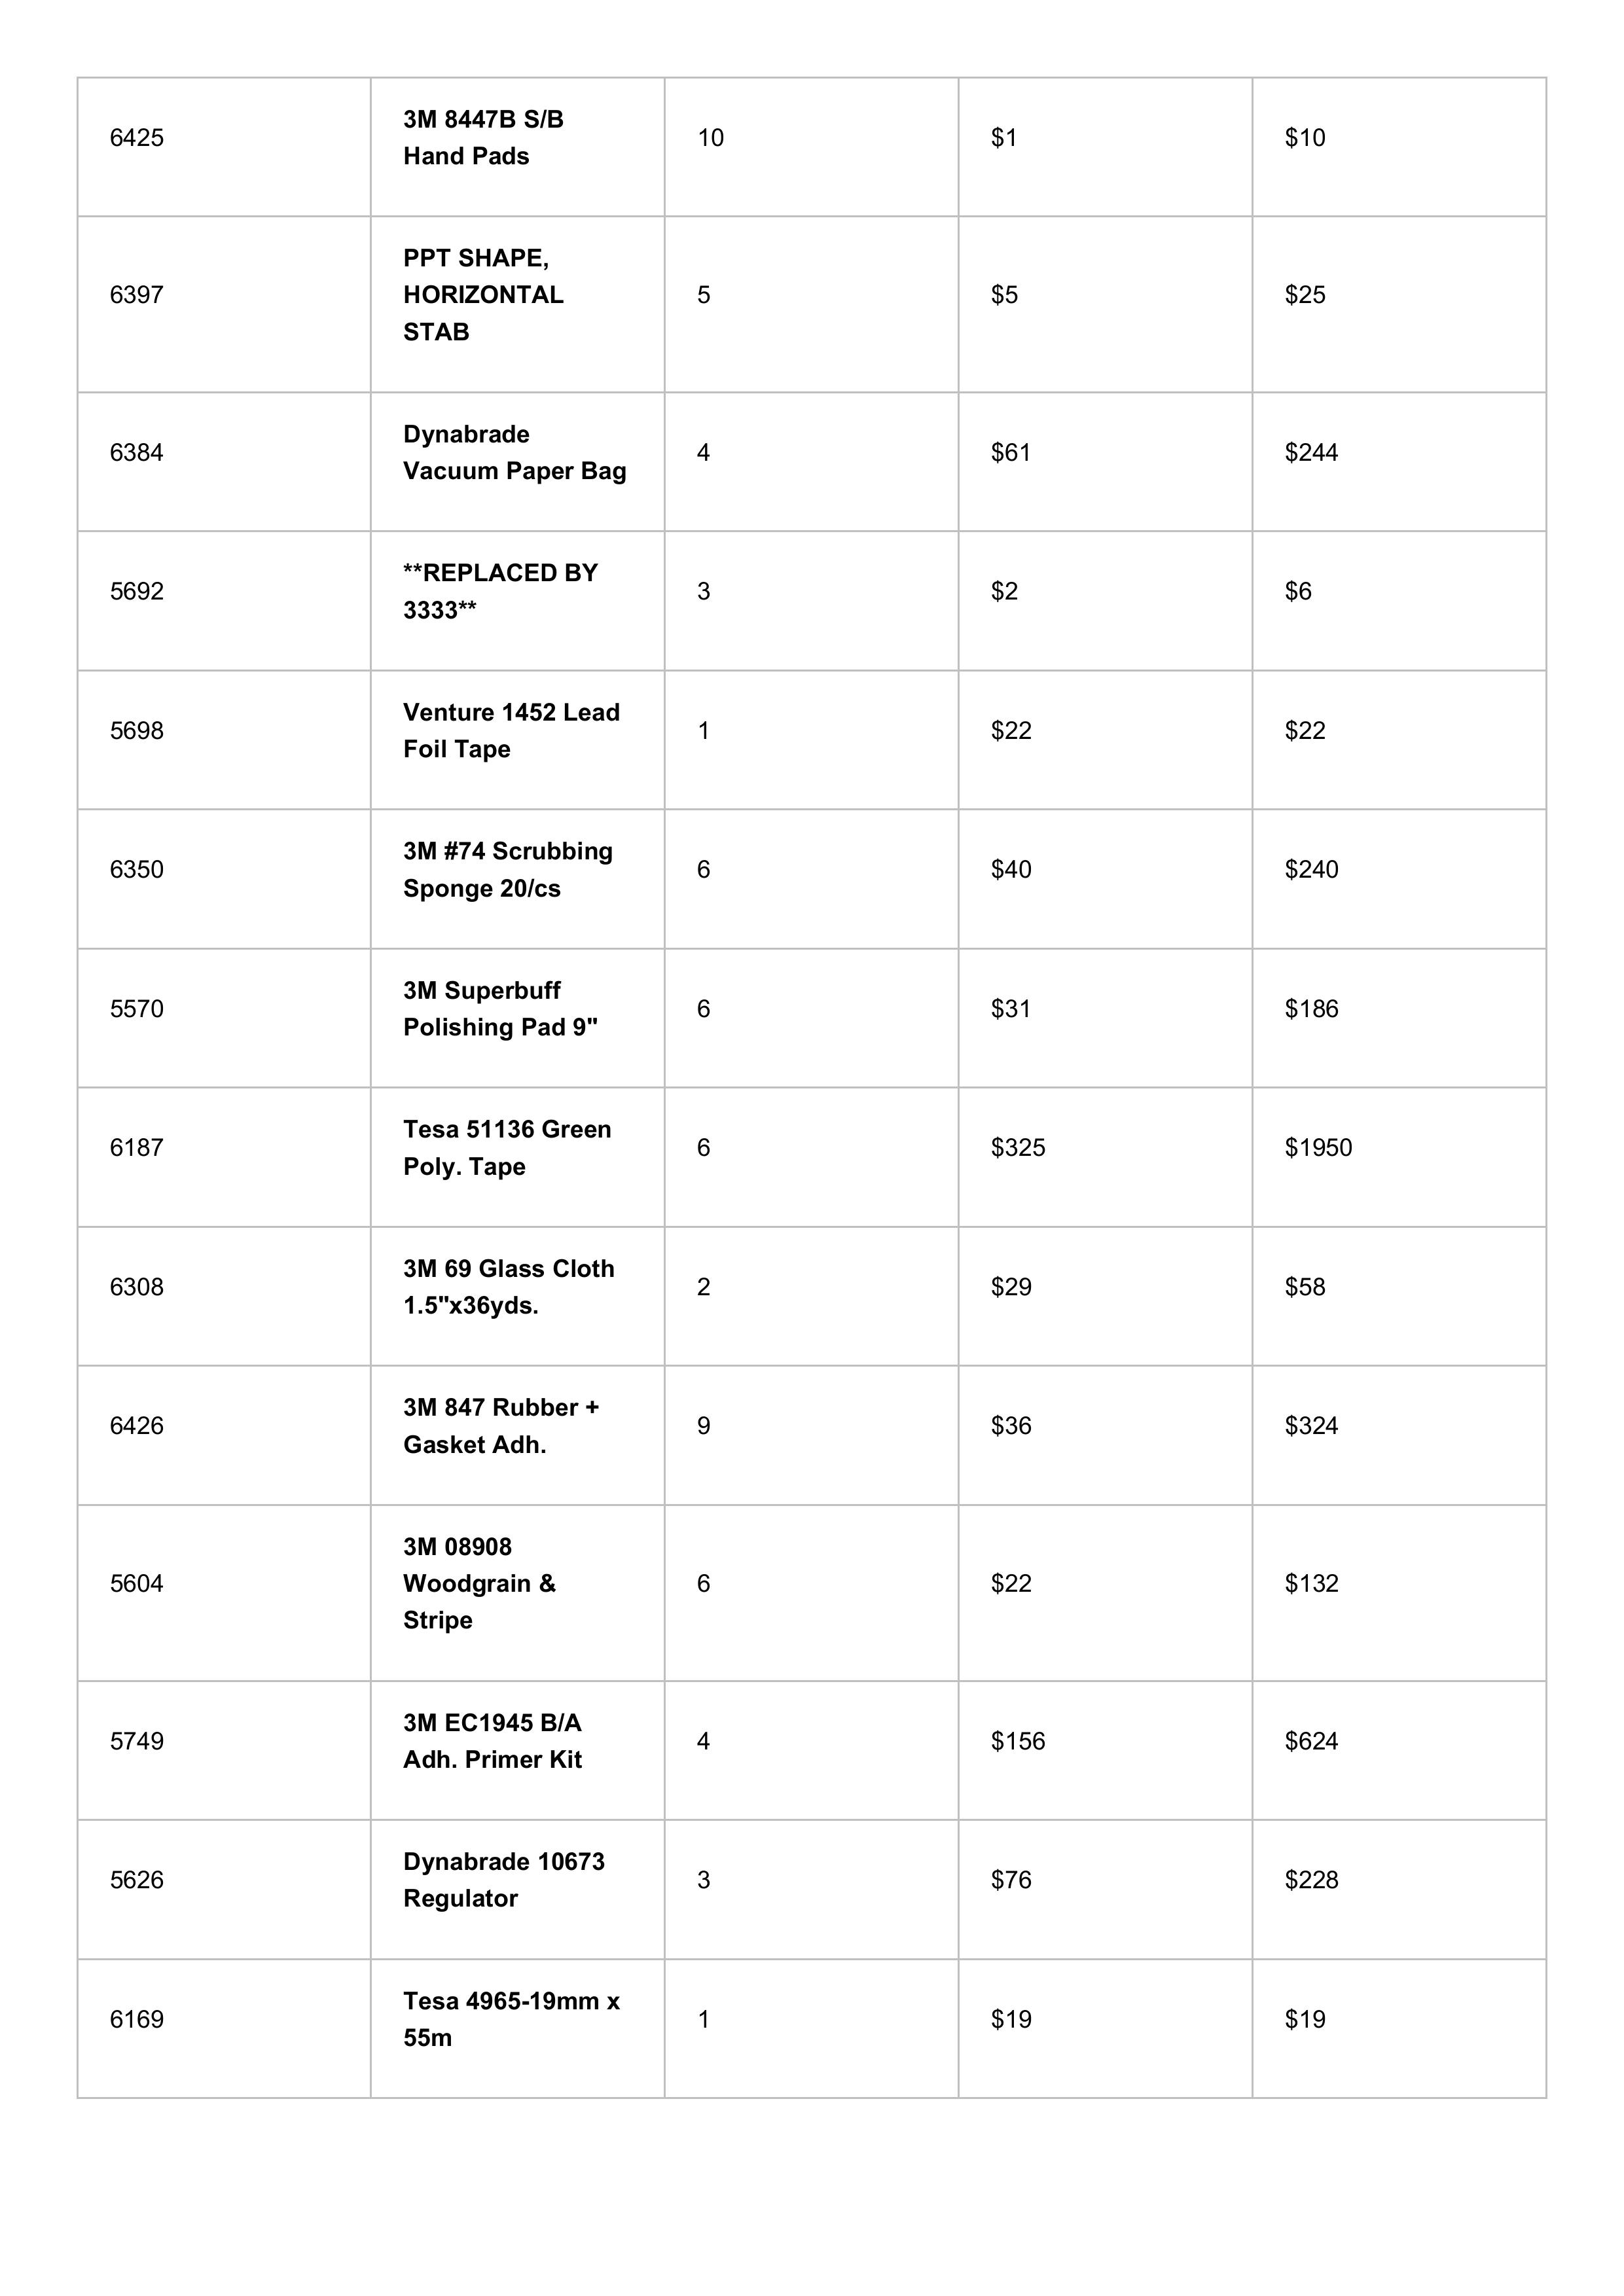 6425
3M 8447B S/B
Hand Pads
10
$1
$10
6397
PPT SHAPE,
HORIZONTAL
STAB
5
$5
$25
6384
Dynabrade
Vacuum Paper Bag
4
$61
$244
5692
**REPLACED BY
3333**
3
$2
$6
5698
Venture 1452 Lead
Foil Tape
1
$22
$22
6350
3M #74 Scrubbing
Sponge 20/cs
6
$40
$240
5570
3M Superbuff
Polishing Pad 9"
6
$31
$186
6187
Tesa 51136 Green
Poly. Tape
6
$325
$1950
6308
3M 69 Glass Cloth
1.5"x36yds.
2
$29
$58
6426
3M 847 Rubber +
Gasket Adh.
9
$36
$324
5604
3M 08908
Woodgrain &
Stripe
6
$22
$132
5749
3M EC1945 B/A
Adh. Primer Kit
4
$156
$624
5626
Dynabrade 10673
Regulator
3
$76
$228
6169
Tesa 4965-19mm x
55m
1
$19
$19